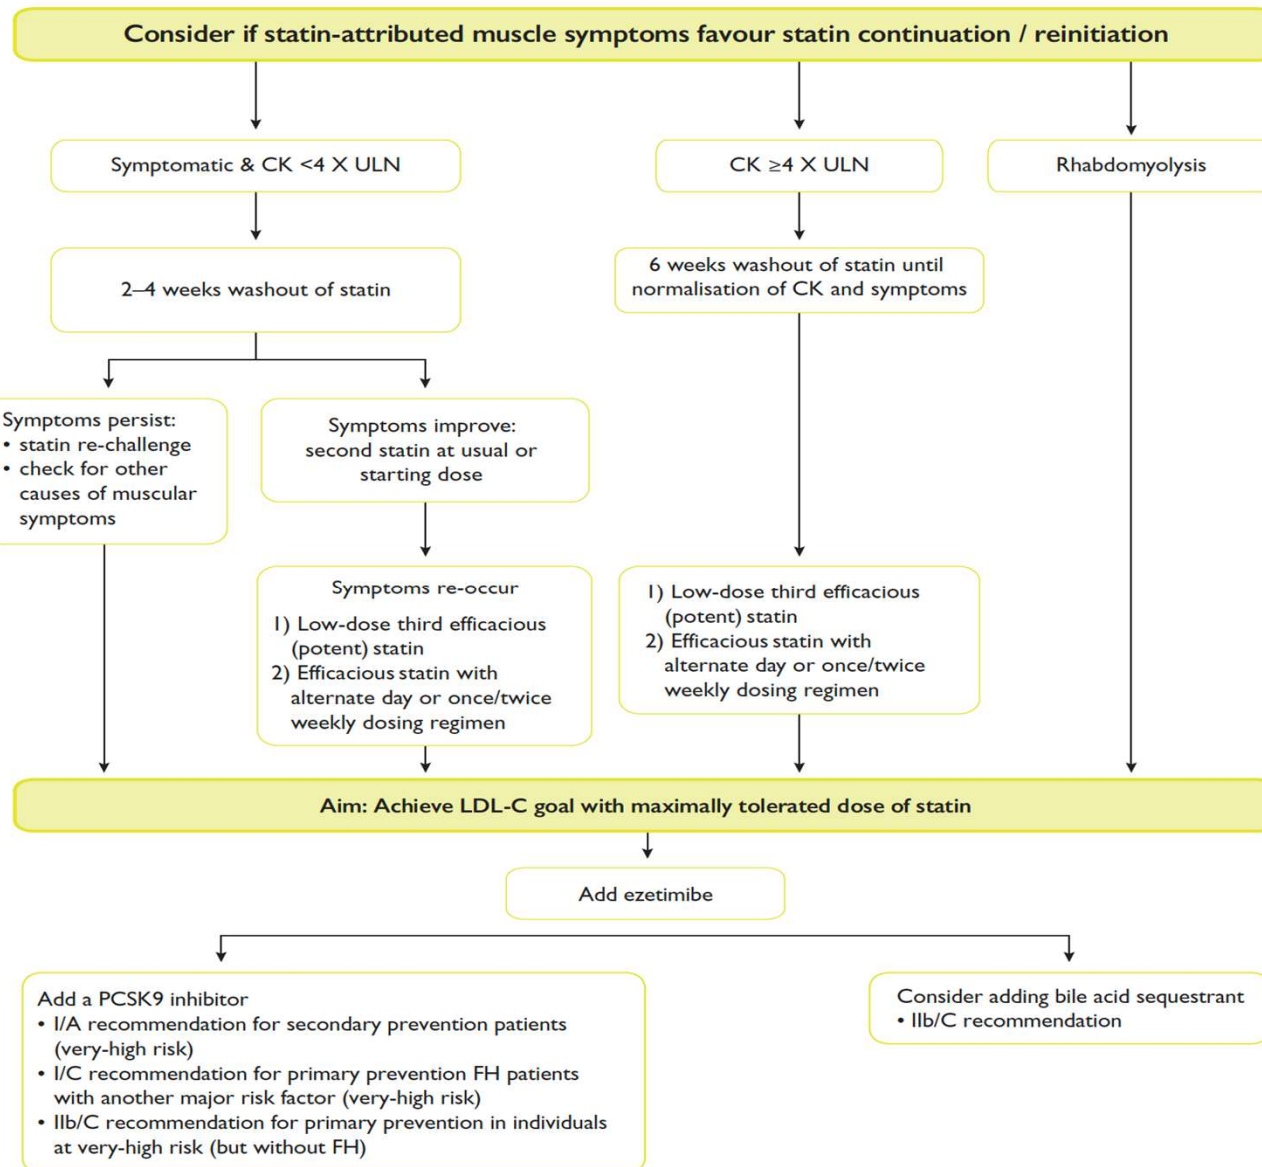 Consider if statin-attributed muscle symptoms favour statin continuation / reinitiation
Symptomatic & CK <4 X ULN
CK ≥4 X ULN
Rhabdomyolysis
2–4 weeks washout of statin
6 weeks washout of statin until
normalisation of CK and symptoms
Symptoms persist:
• statin re-challenge
• check for other
causes of muscular
symptoms
Symptoms improve:
second statin at usual or
starting dose
Symptoms re-occur
1) Low-dose third efficacious
(potent) statin
2) Efficacious statin with
alternate day or once/twice
weekly dosing regimen
1) Low-dose third efficacious
(potent) statin
2) Efficacious statin with
alternate day or once/twice
weekly dosing regimen
Aim: Achieve LDL-C goal with maximally tolerated dose of statin
Add ezetimibe
Add a PCSK9 inhibitor
• I/A recommendation for secondary prevention patients
(very-high risk)
• I/C recommendation for primary prevention FH patients
with another major risk factor (very-high risk)
• IIb/C recommendation for primary prevention in individuals
at very-high risk (but without FH)
Consider adding bile acid sequestrant
• IIb/C recommendation